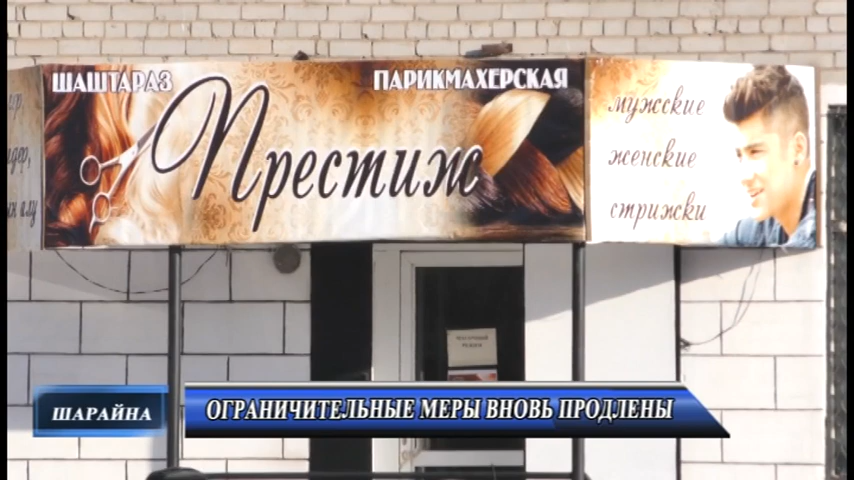 ШАШТАРАЗ
ПАРИКМАХЕРСКАЯ
Престиж
мужские
женские
стрижки
ШАРАЙНА
ОГРАНИЧИТЕЛЬНЫЕ МЕРЫ ВНОВЬ ПРОДЛЕНЫ